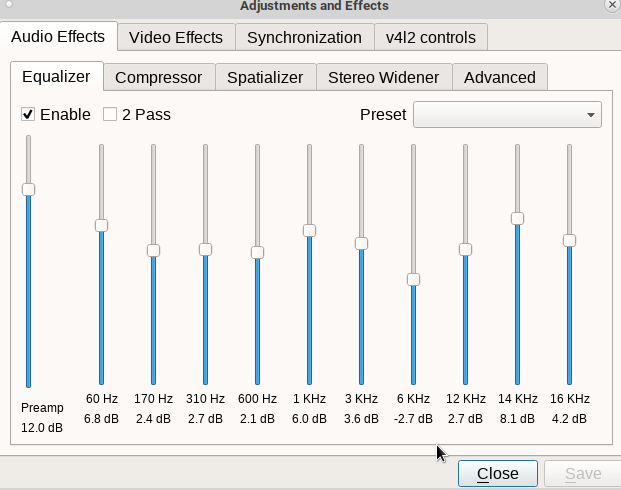 Adjustments and Effects
Audio Effects Video Effects Synchronization v4l2 controls
Equalizer Compressor Spatializer Stereo Widener Advanced
Enable 2 Pass Preset
60 Hz 170 Hz 310 Hz 600 Hz 1 KHz 3 KHz 6 KHz 12 KHz 14 KHz 16 KHz
Preamp
6.8 dB 2.4 dB 2.7 dB 2.1 dB 6.0 dB 3.6 dB -2.7 dB 2.7 dB 8.1 dB 4.2 dB
12.0 dB
Close Save